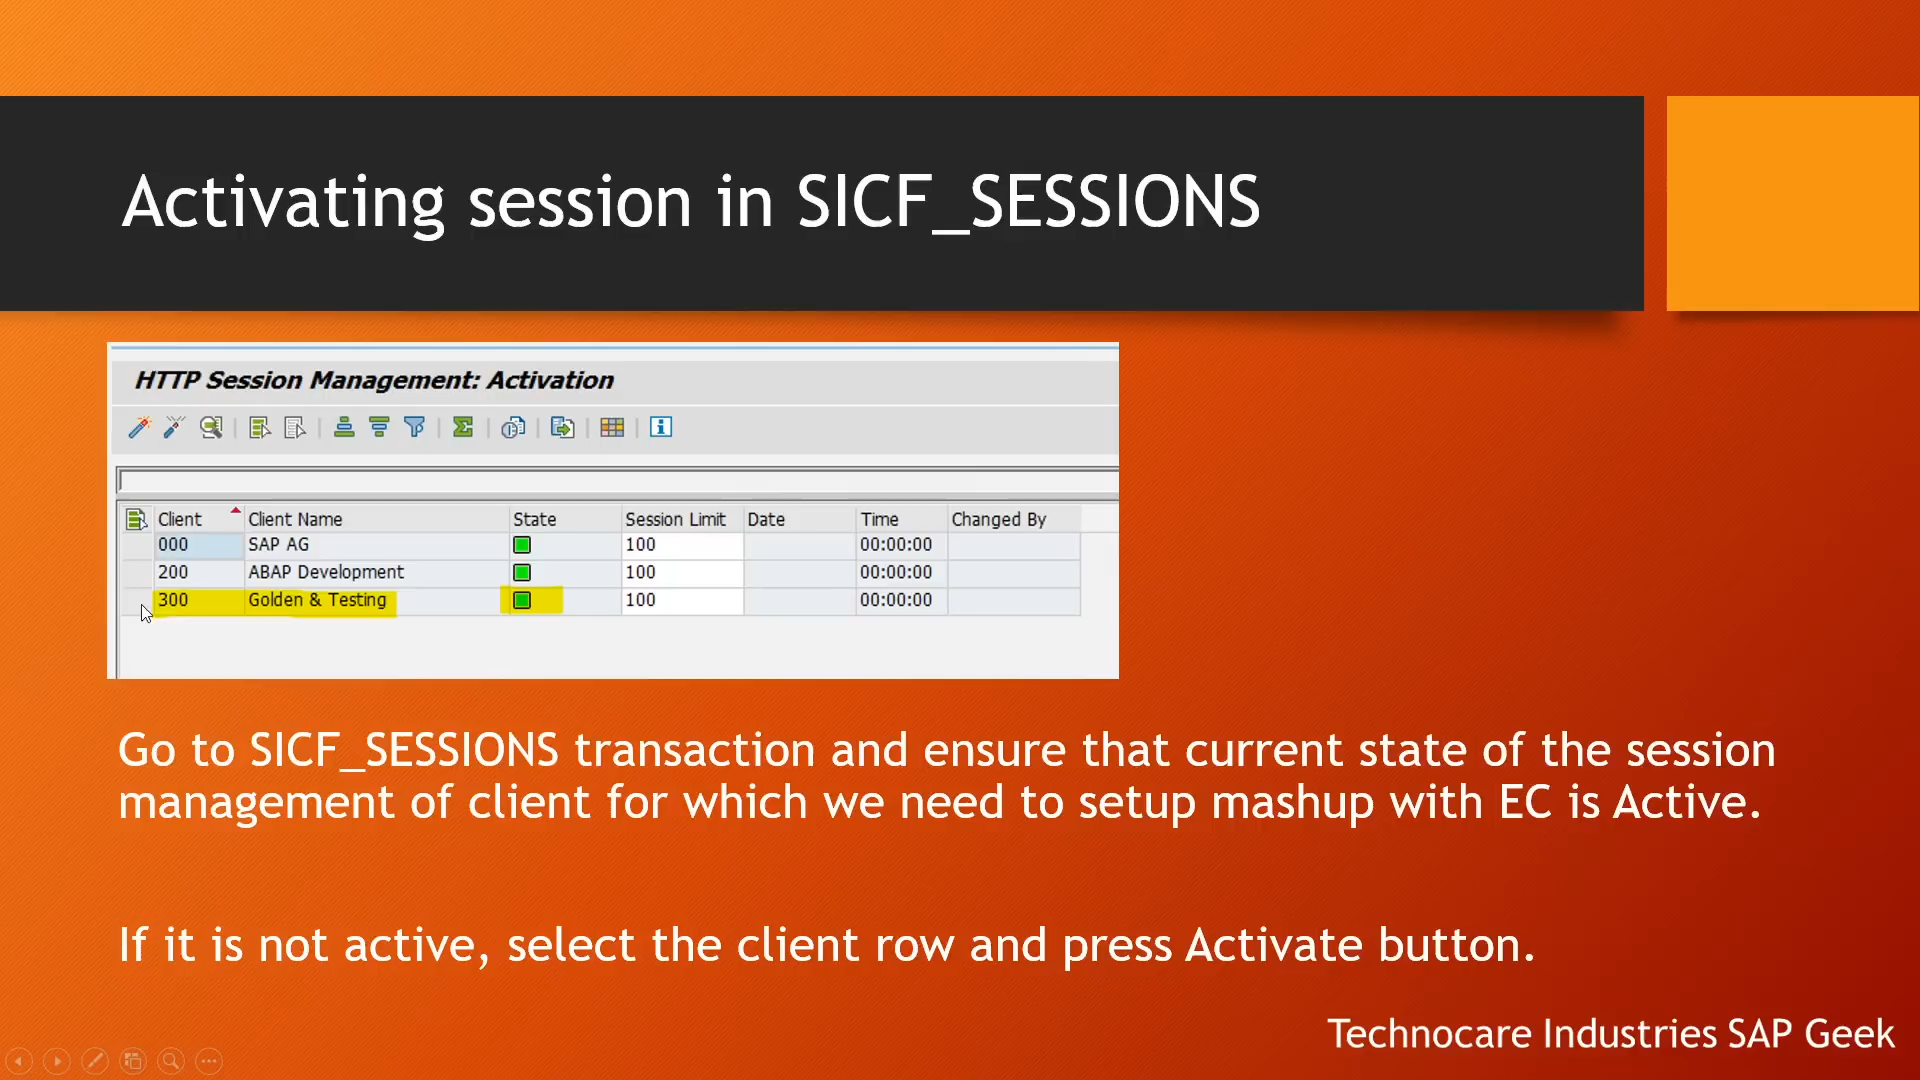 Activating session in SICF_SESSIONS
HTTP Session Management: Activation
Client Client Name State Session Limit Date Time Changed By
000 SAP AG 100 00:00:00
200 ABAP Development 100 00:00:00
300 Golden & Testing 100 00:00:00
Go to SICF_SESSIONS transaction and ensure that current state of the session
management of client for which we need to setup mashup with EC is Active.
If it is not active, select the client row and press Activate button.
Technocare Industries SAP Geek